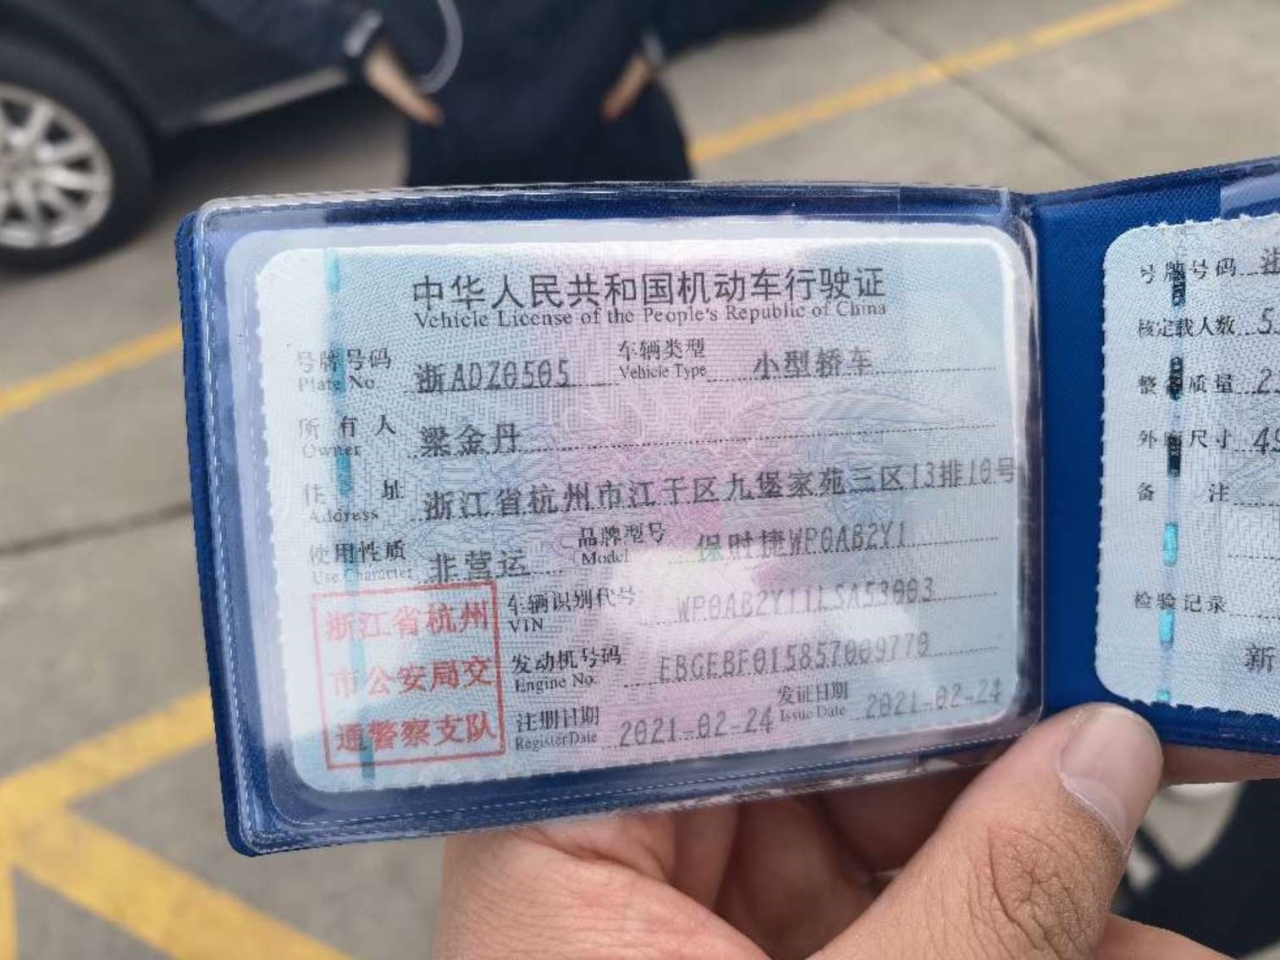 中华人民共和国机动车行驶证
Vehicle License of the People's Republic of China
号牌号码 浙ADZ0505 车辆类型 小型轿车
Plate No. Vehicle Type
所有人 梁金丹
Owner
住址 浙江省杭州市江干区九堡家苑三区13排10号
Address
使用性质 非营运 品牌型号 保时捷WP0AB2Y1
Use Character Model
车辆识别代号 WP0AB2Y11LSA53003
VIN
发动机号码
Engine No.
注册日期 2021-02-24 发证日期 2021-02-24
Register Date Issue Date
浙江省杭州
市公安局交
通警察支队
号牌号码
核定载人数 5
整备质量
外廓尺寸
备注
检验记录
新